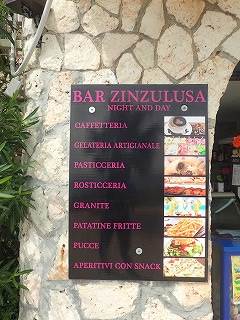 BAR ZINZULUSA
NIGHT AND DAY
CAFFETTERIA
GELATERIA ARTIGIANALE
PASTICCERIA
ROSTICCERIA
GRANITE
PATATINE FRITTE
PUCCE
APERITIVI CON SNACK